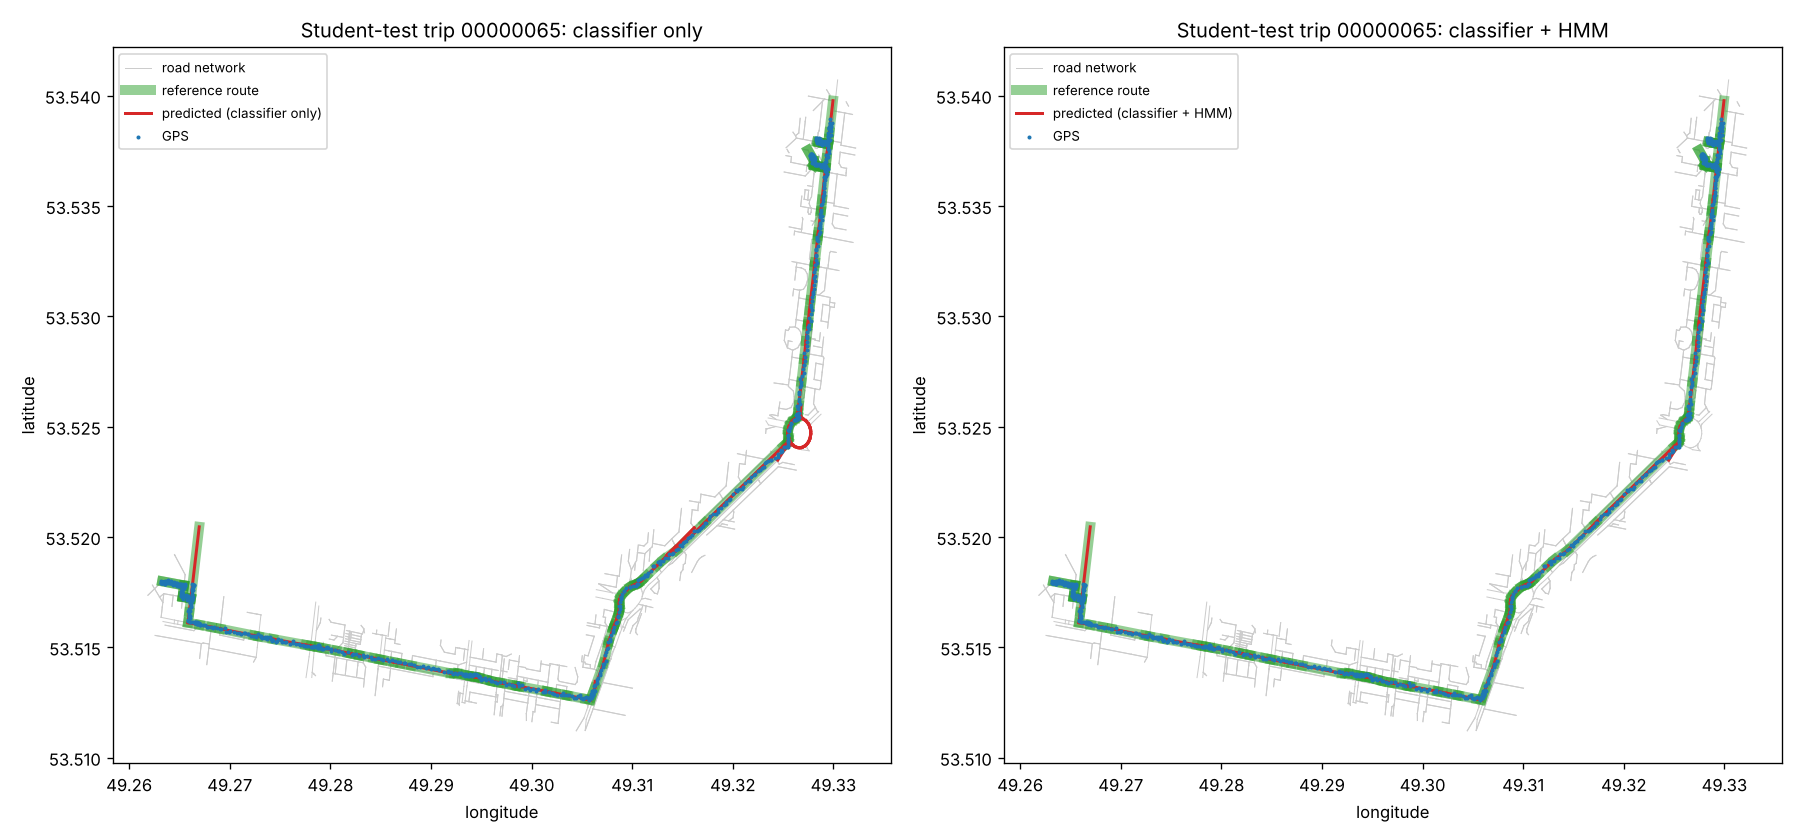 Student-test trip 00000065: classifier only
road network
reference route
predicted (classifier only)
GPS
53.540
53.535
53.530
53.525
53.520
53.515
53.510
latitude
49.26 49.27 49.28 49.29 49.30 49.31 49.32 49.33
longitude
Student-test trip 00000065: classifier + HMM
road network
reference route
predicted (classifier + HMM)
GPS
53.540
53.535
53.530
53.525
53.520
53.515
53.510
latitude
49.26 49.27 49.28 49.29 49.30 49.31 49.32 49.33
longitude